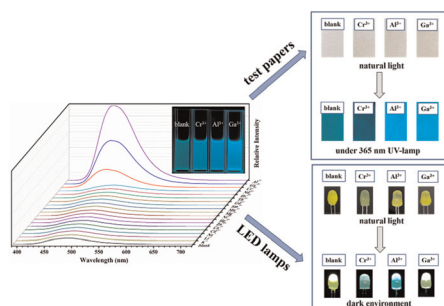 blank Cr³⁺ Al³⁺ Ga³⁺
Relative Intensity
400 450 500 550 600 650 700
Wavelength (nm)
test papers
LED lamps
blank Cr³⁺ Al³⁺ Ga³⁺
natural light
blank Cr³⁺ Al³⁺ Ga³⁺
under 365 nm UV-lamp
blank Cr³⁺ Al³⁺ Ga³⁺
natural light
blank Cr³⁺ Al³⁺ Ga³⁺
dark environment